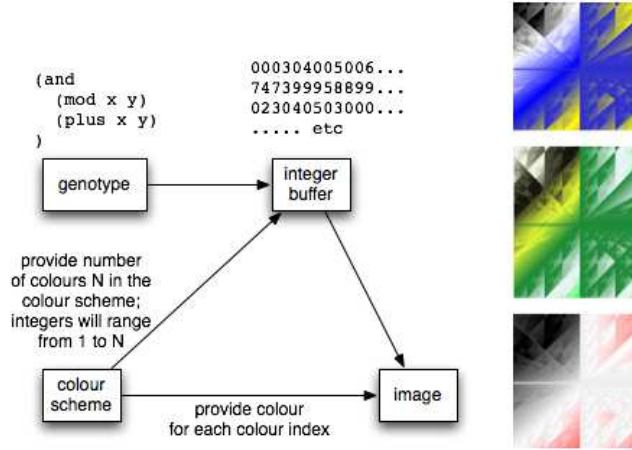 (and
(mod x y)
(plus x y)
)
000304005006...
747399958899...
023040503000...
..... etc
genotype
integer
buffer
provide number
of colours N in the
colour scheme;
integers will range
from 1 to N
colour
scheme
provide colour
for each colour index
image